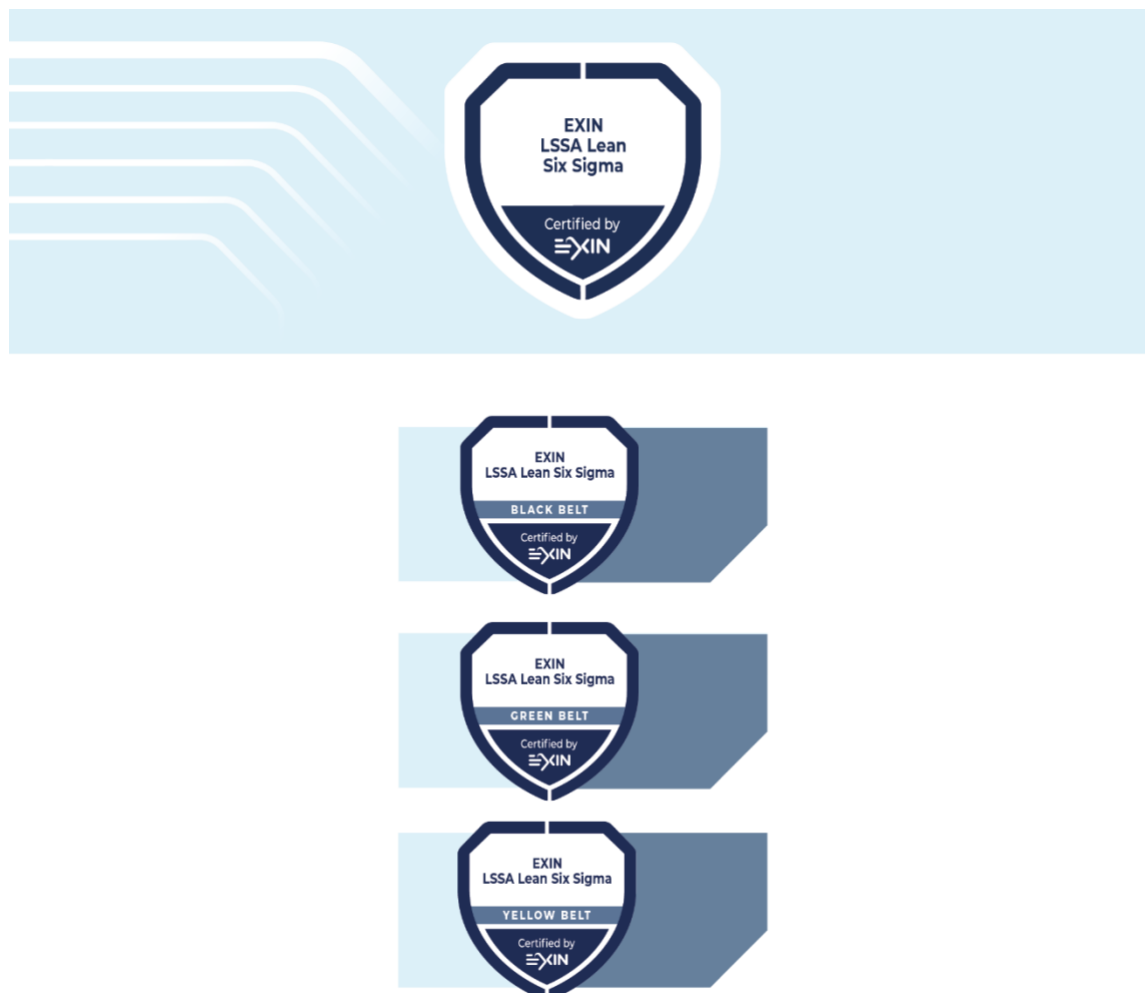 EXIN
LSSA Lean
Six Sigma
Certified by
EXIN
EXIN
LSSA Lean Six Sigma
BLACK BELT
Certified by
EXIN
EXIN
LSSA Lean Six Sigma
GREEN BELT
Certified by
EXIN
EXIN
LSSA Lean Six Sigma
YELLOW BELT
Certified by
EXIN